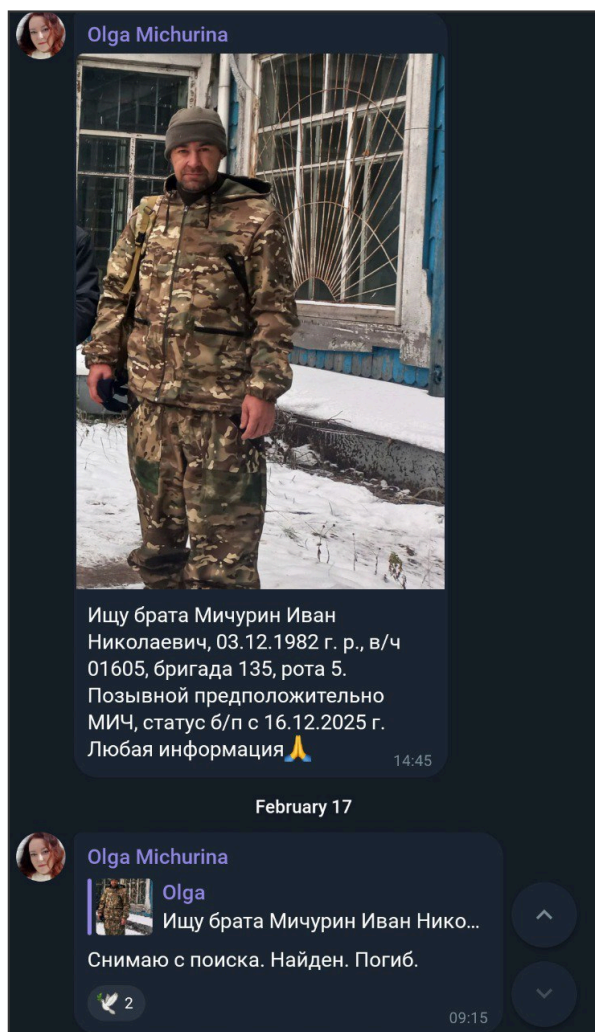 Olga Michurina
Ищу брата Мичурин Иван
Николаевич, 03.12.1982 г. р., в/ч
01605, бригада 135, рота 5.
Позывной предположительно
МИЧ, статус б/п с 16.12.2025 г.
Любая информация🙏
14:45
February 17
Olga Michurina
Olga
Ищу брата Мичурин Иван Нико...
Снимаю с поиска. Найден. Погиб.
🕊 2
09:15